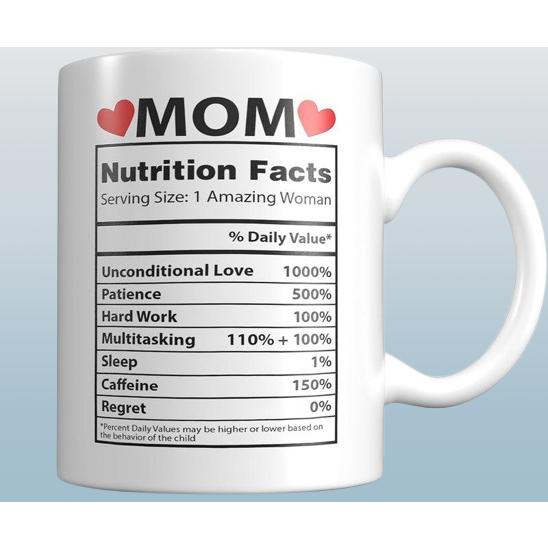 MOM
Nutrition Facts
Serving Size: 1 Amazing Woman
% Daily Value*
Unconditional Love 1000%
Patience 500%
Hard Work 100%
Multitasking 110% + 100%
Sleep 1%
Caffeine 150%
Regret 0%
*Percent Daily Values may be higher or lower based on
the behavior of the child